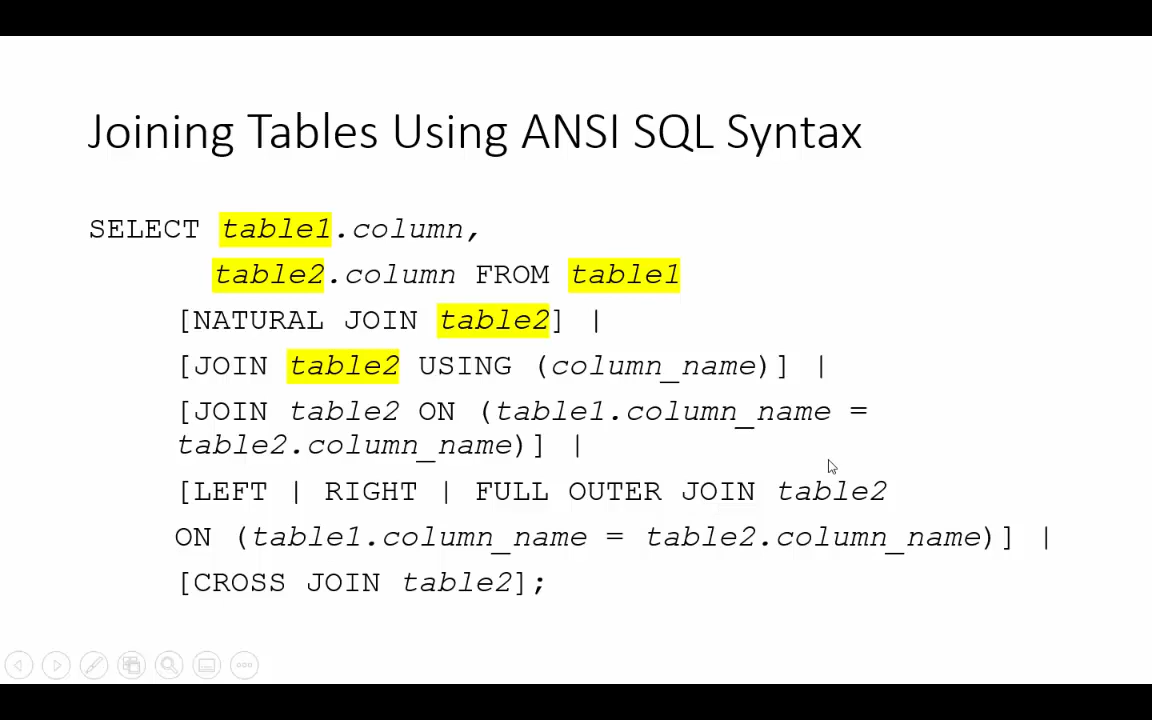 Joining Tables Using ANSI SQL Syntax
SELECT table1.column,
table2.column FROM table1
[NATURAL JOIN table2] |
[JOIN table2 USING (column_name)] |
[JOIN table2 ON (table1.column_name =
table2.column_name)] |
[LEFT | RIGHT | FULL OUTER JOIN table2
ON (table1.column_name = table2.column_name)] |
[CROSS JOIN table2];